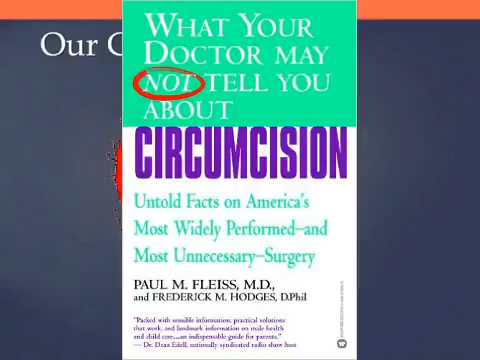 Our C
WHAT YOUR
DOCTOR MAY
NOT TELL YOU
ABOUT
CIRCUMCISION
Untold Facts on America's
Most Widely Performed—and
Most Unnecessary—Surgery
PAUL M. FLEISS, M.D.,
and FREDERICK M. HODGES, D.Phil
"Packed with sensible information, practical solutions
that work, and landmark information on male health
and child care...an indispensable guide for parents."
— Dr. Dean Edell, nationally syndicated radio show host